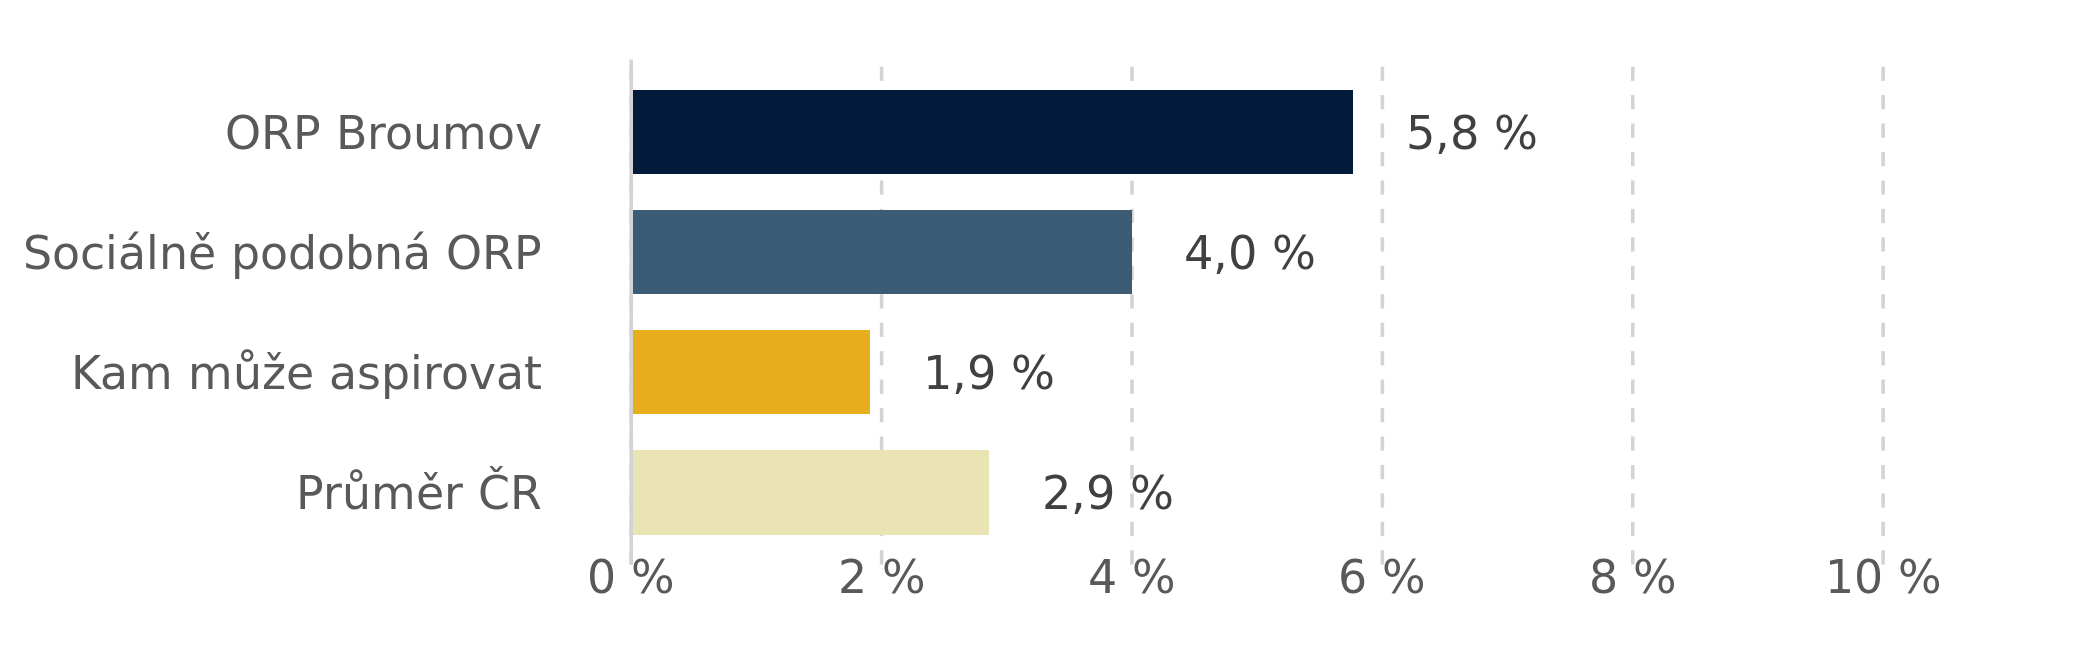 ORP Broumov 5,8 %
Sociálně podobná ORP 4,0 %
Kam může aspirovat 1,9 %
Průměr ČR 2,9 %
0 % 2 % 4 % 6 % 8 % 10 %